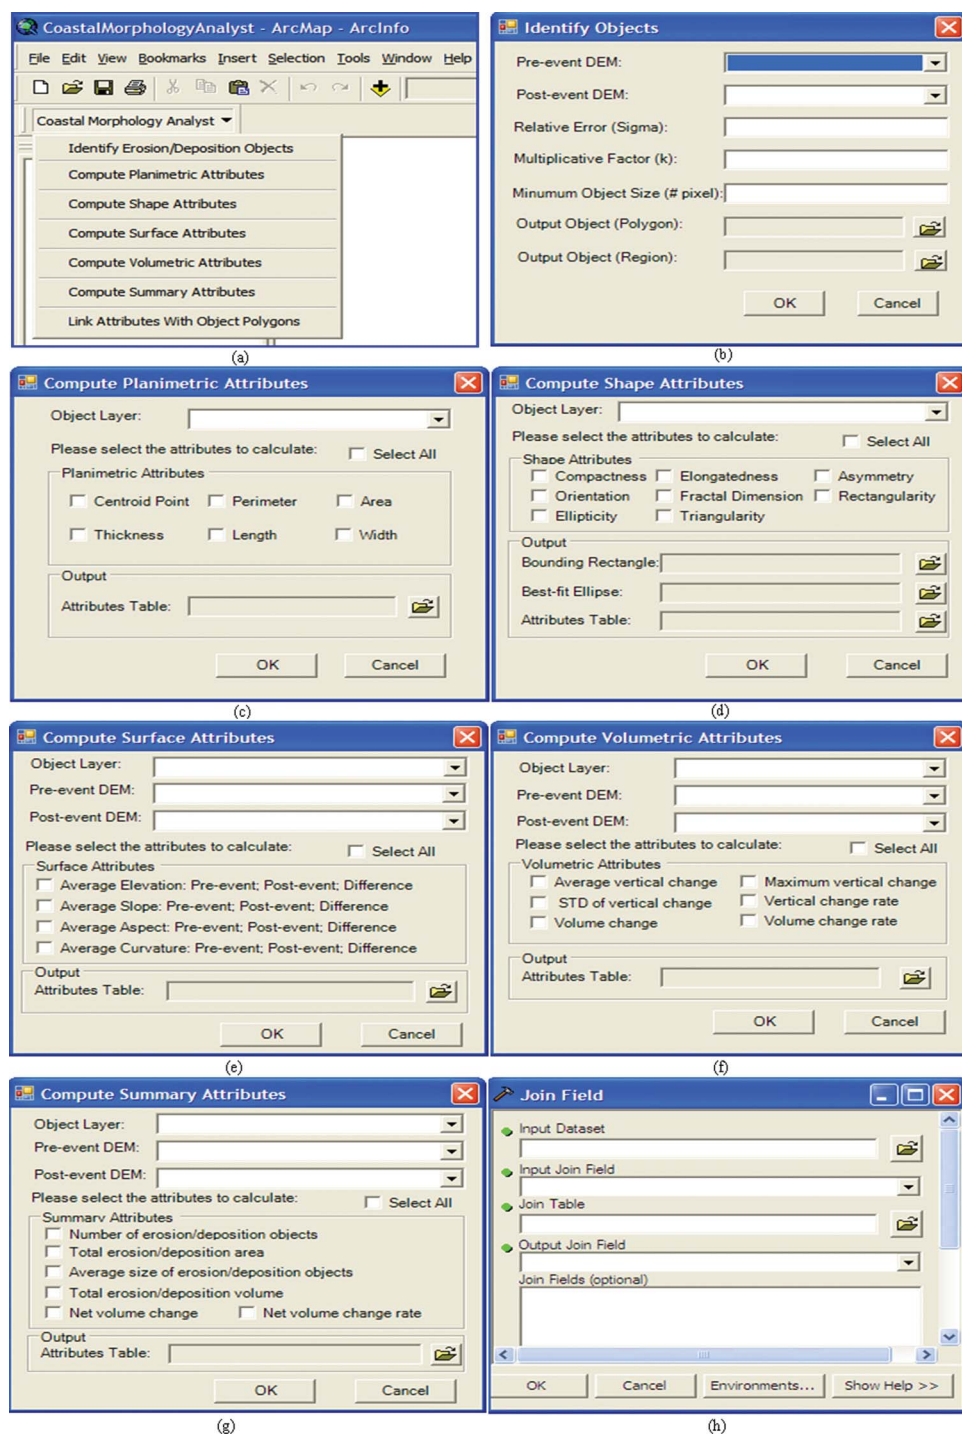 CoastalMorphologyAnalyst - ArcMap - ArcInfo
File Edit View Bookmarks Insert Selection Tools Window Help
Coastal Morphology Analyst
Identify Erosion/Deposition Objects
Compute Planimetric Attributes
Compute Shape Attributes
Compute Surface Attributes
Compute Volumetric Attributes
Compute Summary Attributes
Link Attributes With Object Polygons
(a)
Identify Objects
Pre-event DEM:
Post-event DEM:
Relative Error (Sigma):
Multiplicative Factor (k):
Minumum Object Size (# pixel):
Output Object (Polygon):
Output Object (Region):
OK Cancel
(b)
Compute Planimetric Attributes
Object Layer:
Please select the attributes to calculate: Select All
Planimetric Attributes
Centroid Point Perimeter Area
Thickness Length Width
Output
Attributes Table:
OK Cancel
(c)
Compute Shape Attributes
Object Layer:
Please select the attributes to calculate: Select All
Shape Attributes
Compactness Elongatedness Asymmetry
Orientation Fractal Dimension Rectangularity
Ellipticity Triangularity
Output
Bounding Rectangle:
Best-fit Ellipse:
Attributes Table:
OK Cancel
(d)
Compute Surface Attributes
Object Layer:
Pre-event DEM:
Post-event DEM:
Please select the attributes to calculate: Select All
Surface Attributes
Average Elevation: Pre-event; Post-event; Difference
Average Slope: Pre-event; Post-event; Difference
Average Aspect: Pre-event; Post-event; Difference
Average Curvature: Pre-event; Post-event; Difference
Output
Attributes Table:
OK Cancel
(e)
Compute Volumetric Attributes
Object Layer:
Pre-event DEM:
Post-event DEM:
Please select the attributes to calculate: Select All
Volumetric Attributes
Average vertical change Maximum vertical change
STD of vertical change Vertical change rate
Volume change Volume change rate
Output
Attributes Table:
OK Cancel
(f)
Compute Summary Attributes
Object Layer:
Pre-event DEM:
Post-event DEM:
Please select the attributes to calculate: Select All
Summary Attributes
Number of erosion/deposition objects
Total erosion/deposition area
Average size of erosion/deposition objects
Total erosion/deposition volume
Net volume change Net volume change rate
Output
Attributes Table:
OK Cancel
(g)
Join Field
Input Dataset
Input Join Field
Join Table
Output Join Field
Join Fields (optional)
OK Cancel Environments... Show Help >>
(h)